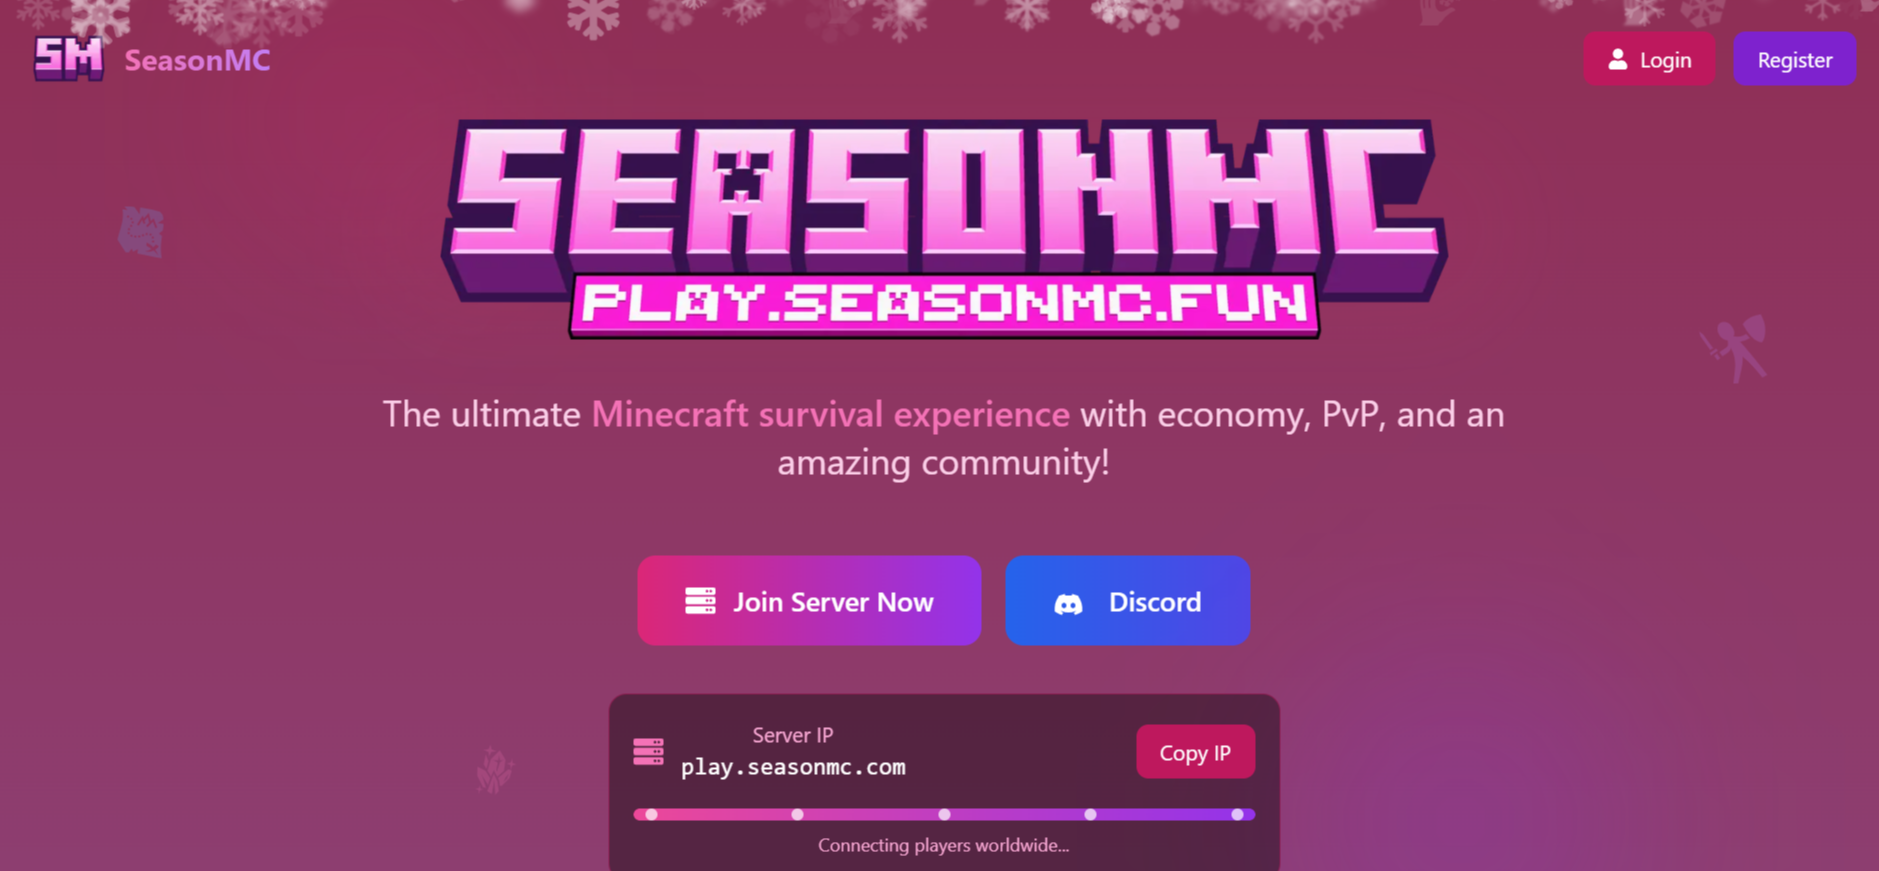 SM SeasonMC
Login
Register
SEASONMC
PLAY.SEASONMC.FUN
The ultimate Minecraft survival experience with economy, PvP, and an
amazing community!
Join Server Now
Discord
Server IP
play.seasonmc.com
Copy IP
Connecting players worldwide...